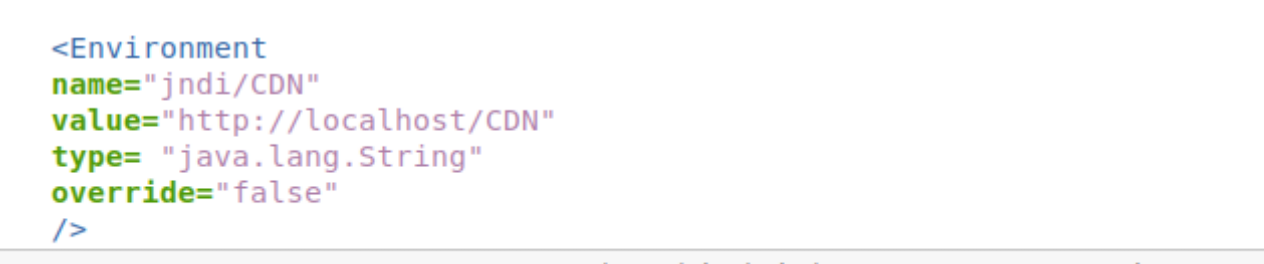 <Environment
name="jndi/CDN"
value="http://localhost/CDN"
type= "java.lang.String"
override="false"
/>